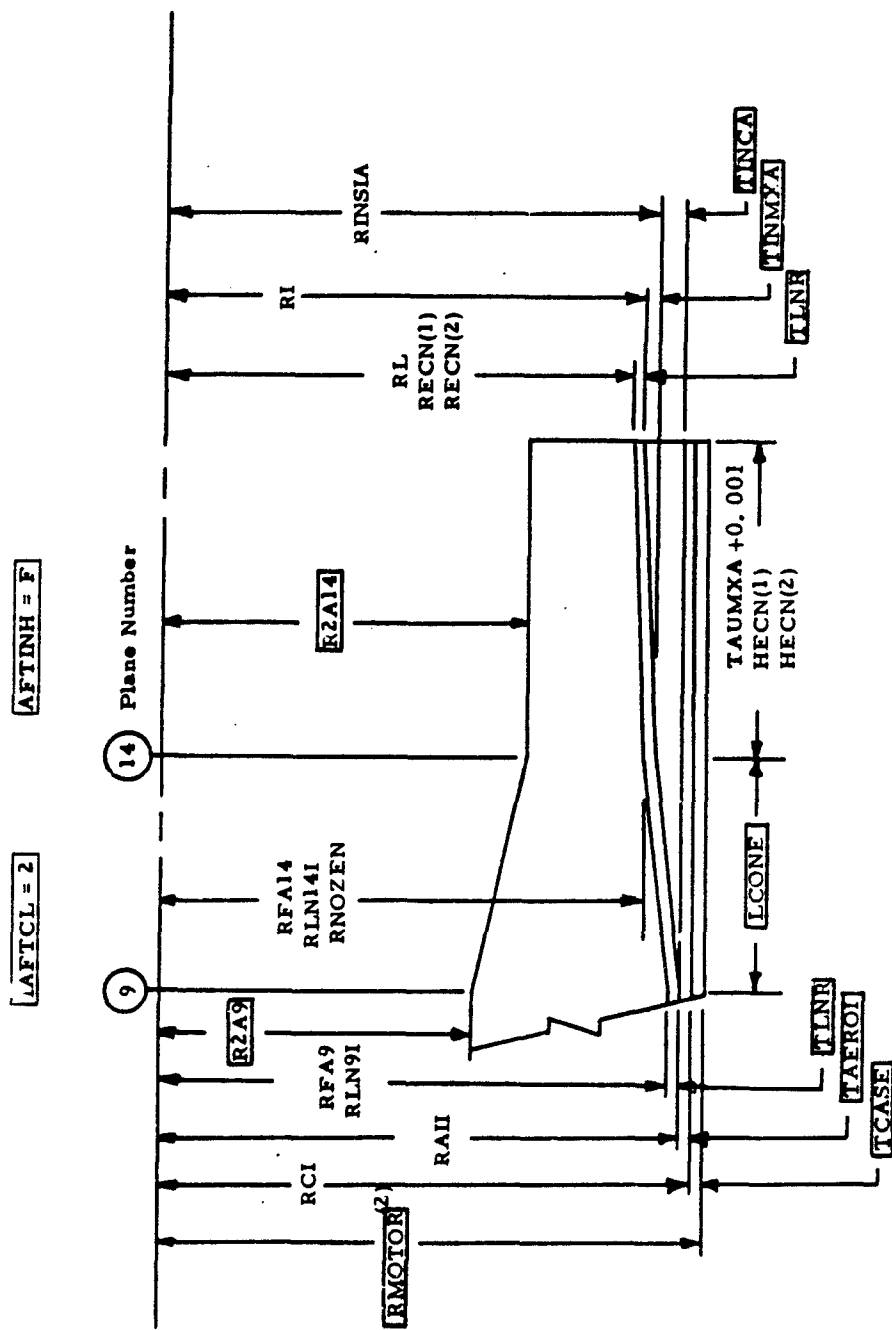 AFTCL = 2
AFTINH = F
9
14
Plane Number
RMOTOR (2)
RCI
RAII
RFA9
RLN9I
R2A9
RFA14
RLN14I
RNOZEN
R2A14
RL
RECN(1)
RECN(2)
RI
RINSIA
TCASE
TAEROI
TLNR
LCONE
TAUMXA +0.001
HECN(1)
HECN(2)
TLNR
TINMXA
TINCA